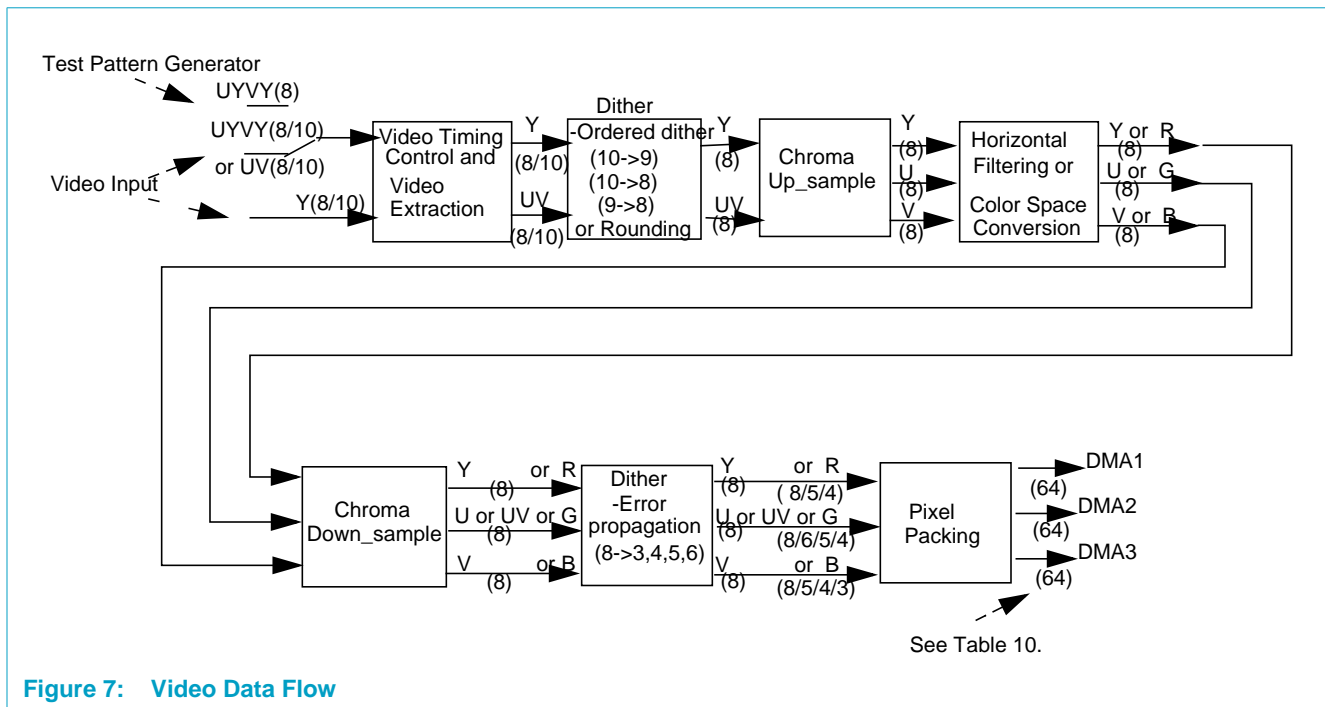 Test Pattern Generator
UYVY(8)
UYVY(8/10)
or UV(8/10)
Video Input
Y(8/10)
Video Timing
Control and
Video
Extraction
Y
(8/10)
UV
(8/10)
Dither
-Ordered dither
(10->9)
(10->8)
(9->8)
or Rounding
Y
(8)
UV
(8)
Chroma
Up_sample
Y
(8)
U
(8)
V
(8)
Horizontal
Filtering or
Color Space
Conversion
Y or R
(8)
U or G
(8)
V or B
(8)
Chroma
Down_sample
Y or R
(8)
U or UV or G
(8)
V or B
(8)
Dither
-Error
propagation
(8->3,4,5,6)
Y or R
(8) ( 8/5/4)
U or UV or G
(8) (8/6/5/4)
V or B
(8) (8/5/4/3)
Pixel
Packing
DMA1
(64)
DMA2
(64)
DMA3
(64)
See Table 10.
Figure 7: Video Data Flow